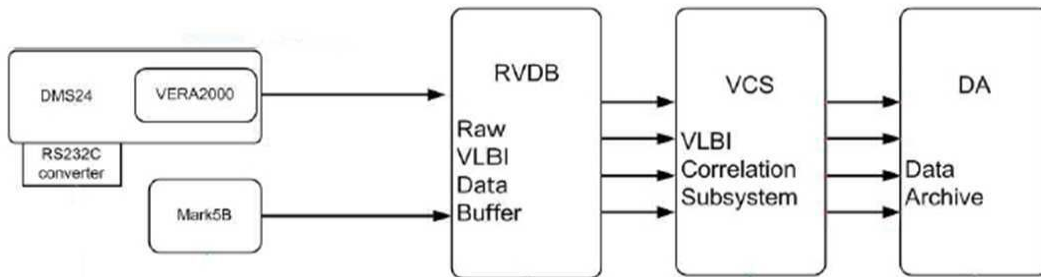 DMS24
VERA2000
RS232C
converter
Mark5B
RVDB
Raw
VLBI
Data
Buffer
VCS
VLBI
Correlation
Subsystem
DA
Data
Archive